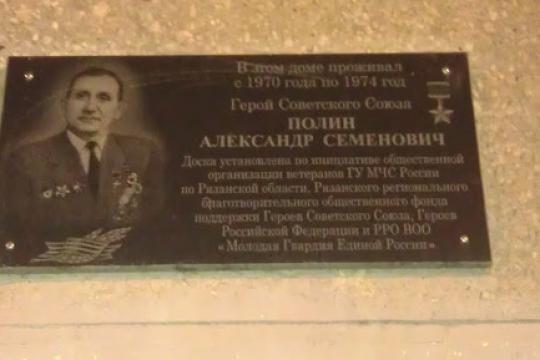 В этом доме проживал
с 1970 года по 1974 год
Герой Советского Союза
ПОЛИН
АЛЕКСАНДР СЕМЕНОВИЧ
Доска установлена по инициативе общественной
организации ветеранов ГУ МЧС России
по Рязанской области, Рязанского регионального
благотворительного общественного фонда
поддержки Героев Советского Союза, Героев
Российской Федерации и РРО ВОО
«Молодая Гвардия Единой России»